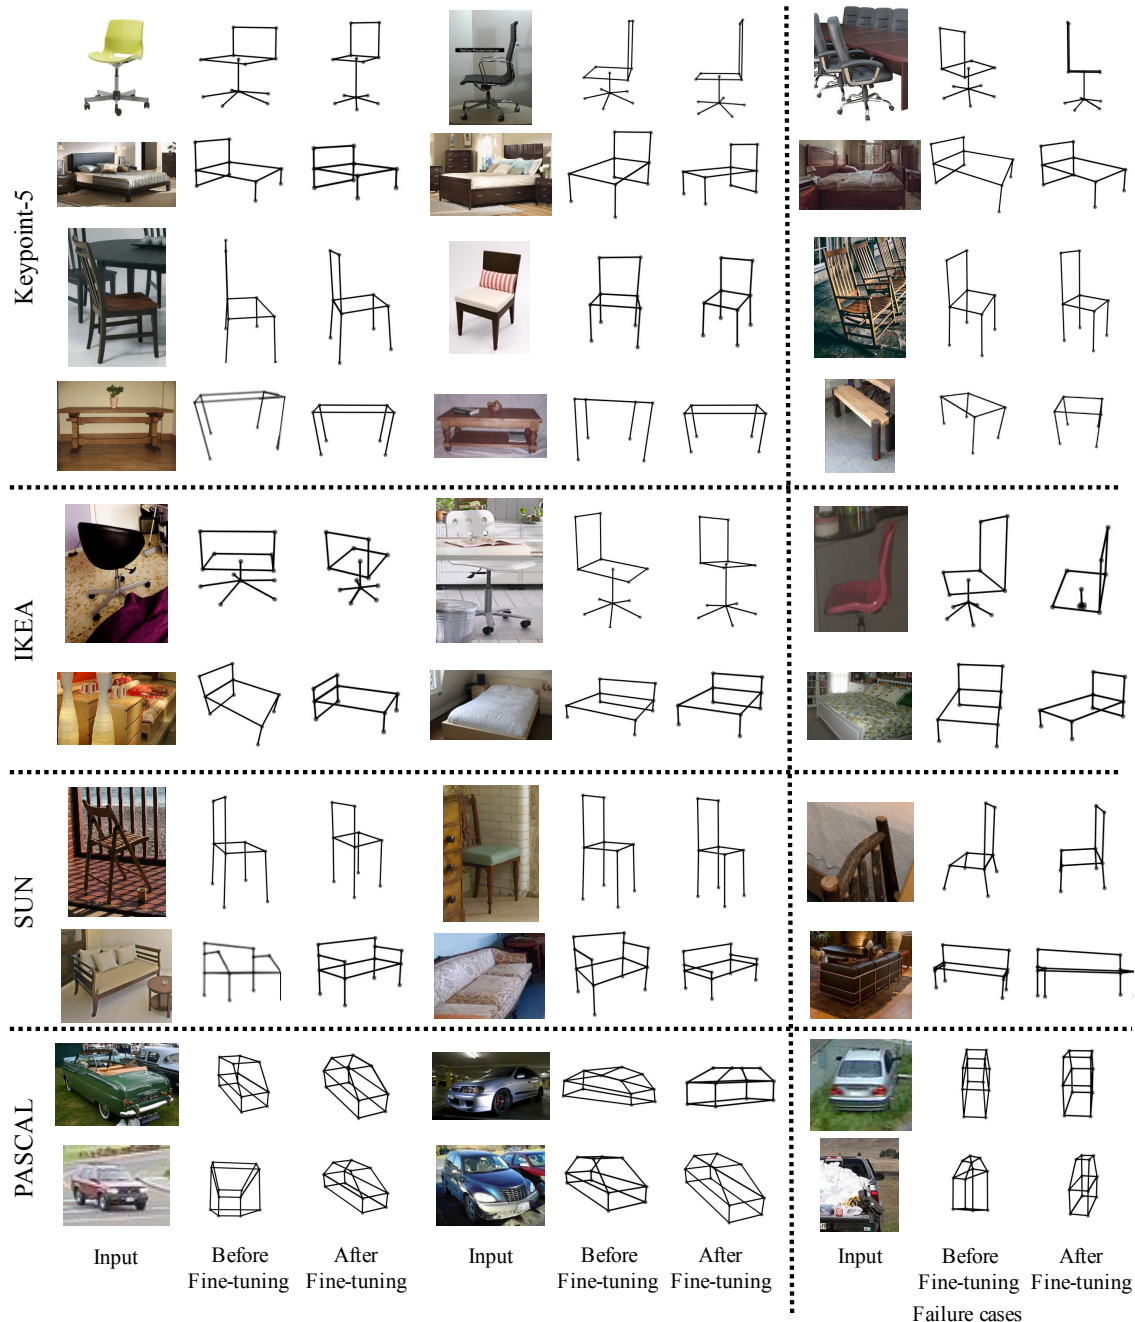 Keypoint-5
IKEA
SUN
PASCAL
Input
Before
Fine-tuning
After
Fine-tuning
Input
Before
Fine-tuning
After
Fine-tuning
Input
Before
Fine-tuning
After
Fine-tuning
Failure cases